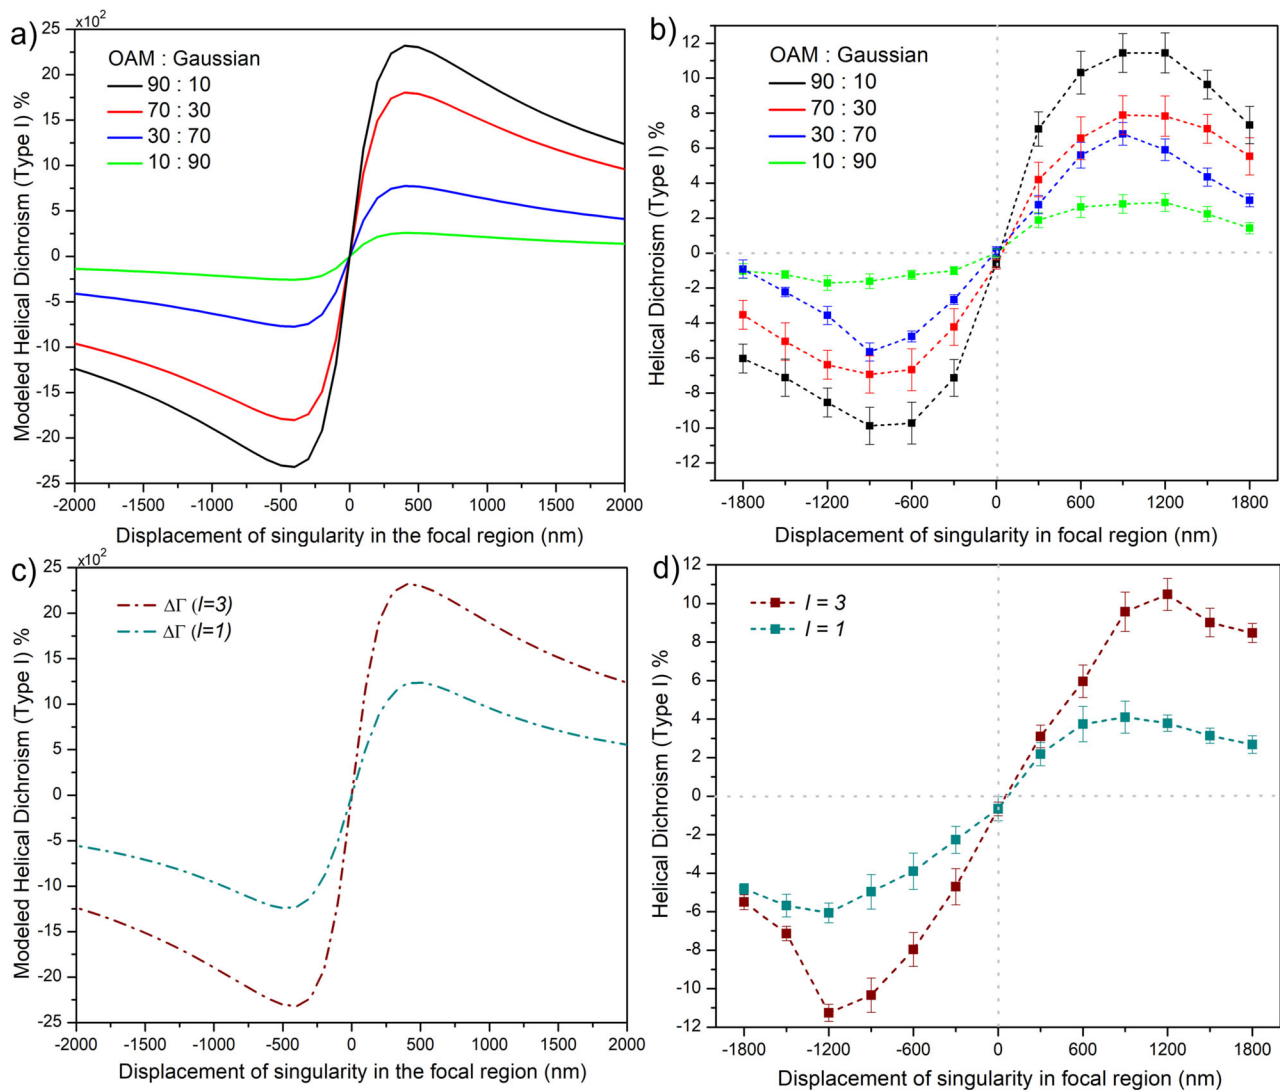 a)
x10²
OAM : Gaussian
90 : 10
70 : 30
30 : 70
10 : 90
Modeled Helical Dichroism (Type I) %
25
20
15
10
5
0
-5
-10
-15
-20
-25
-2000 -1500 -1000 -500 0 500 1000 1500 2000
Displacement of singularity in the focal region (nm)
b)
OAM : Gaussian
90 : 10
70 : 30
30 : 70
10 : 90
Helical Dichroism (Type I) %
12
10
8
6
4
2
0
-2
-4
-6
-8
-10
-12
-1800 -1200 -600 0 600 1200 1800
Displacement of singularity in focal region (nm)
c)
x10²
ΔΓ (l=3)
ΔΓ (l=1)
Modeled Helical Dichroism (Type I) %
25
20
15
10
5
0
-5
-10
-15
-20
-25
-2000 -1500 -1000 -500 0 500 1000 1500 2000
Displacement of singularity in the focal region (nm)
d)
l = 3
l = 1
Helical Dichroism (Type I) %
12
10
8
6
4
2
0
-2
-4
-6
-8
-10
-12
-1800 -1200 -600 0 600 1200 1800
Displacement of singularity in focal region (nm)